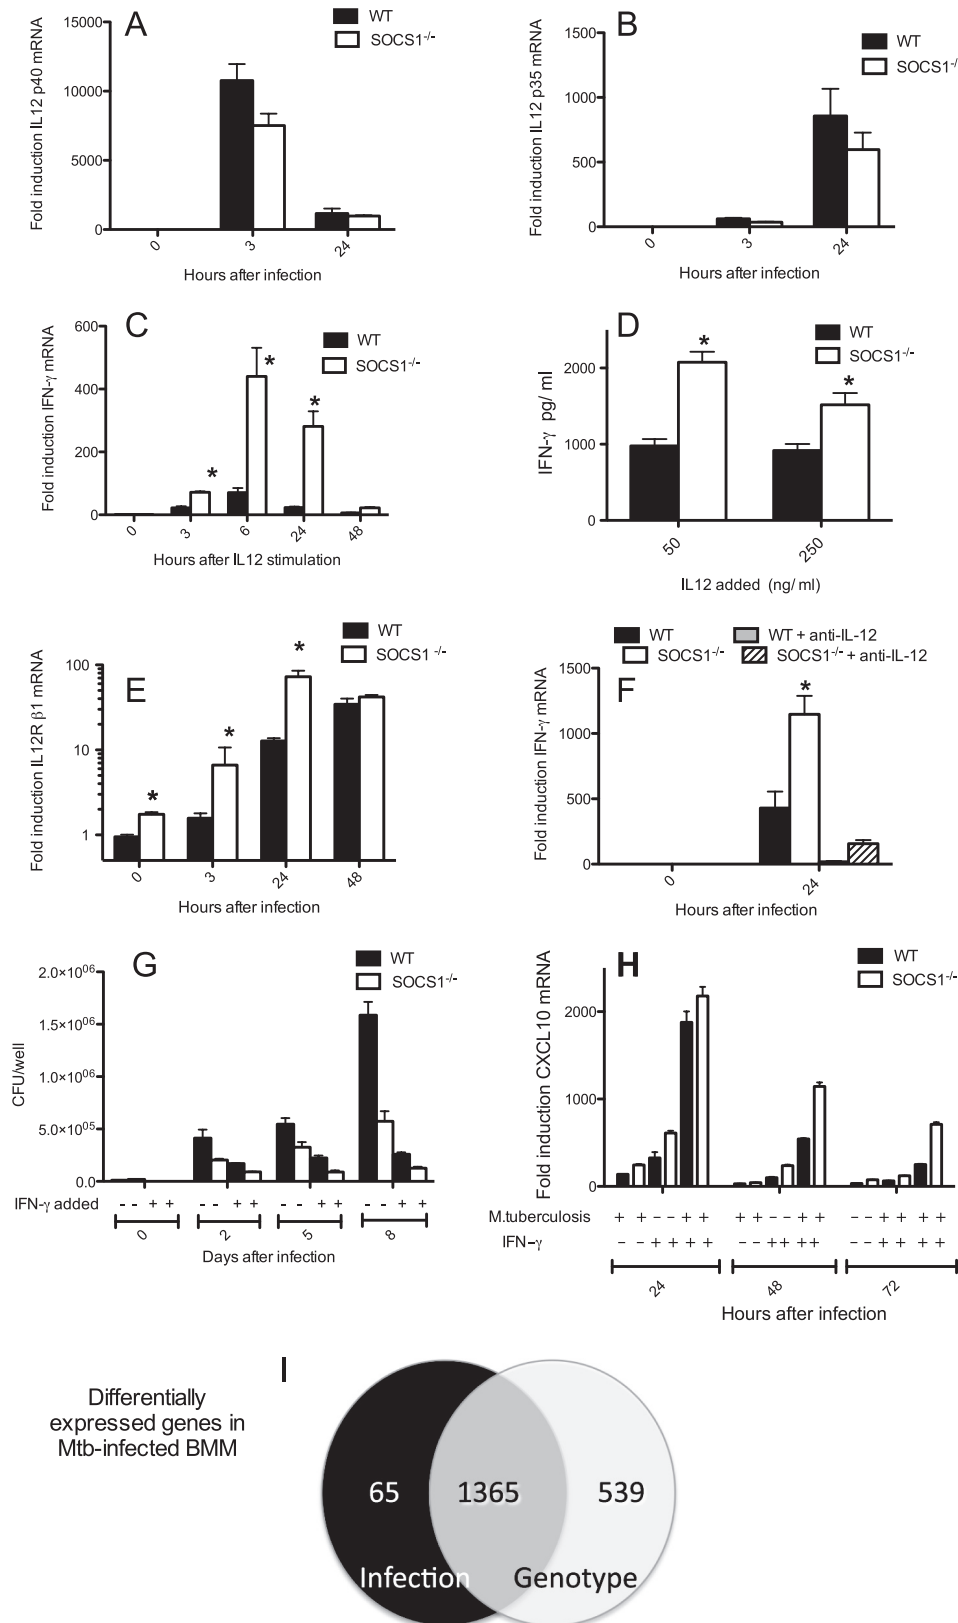 A
WT
SOCS1-/-
Fold induction IL12 p40 mRNA
15000
10000
5000
0
0 3 24
Hours after infection
B
WT
SOCS1-/-
Fold induction IL12 p35 mRNA
1500
1000
500
0
0 3 24
Hours after infection
C
WT
SOCS1-/-
Fold induction IFN-γ mRNA
600
400
200
0
* * *
0 3 6 24 48
Hours after IL12 stimulation
D
WT
SOCS1-/-
IFN-γ pg/ ml
2000
1000
0
* *
50 250
IL12 added (ng/ ml)
E
WT
SOCS1 -/-
Fold induction IL12R β1 mRNA
100
10
1
* * *
0 3 24 48
Hours after infection
F
WT
WT + anti-IL-12
SOCS1-/-
SOCS1-/- + anti-IL-12
Fold induction IFN-γ mRNA
1500
1000
500
0
*
0 24
Hours after infection
G
WT
SOCS1-/-
CFU/well
2.0×10^06
1.5×10^06
1.0×10^06
5.0×10^05
0.0
IFN-γ added - - + + - - + + - - + + - - + +
0 2 5 8
Days after infection
H
WT
SOCS1-/-
Fold induction CXCL10 mRNA
2000
1000
0
M.tuberculosis + + - - + + + + - - + + - - + + + +
IFN-γ - - + + + + - - + + + + - - + + + +
24 48 72
Hours after infection
I
Differentially
expressed genes in
Mtb-infected BMM
65 1365 539
Infection Genotype